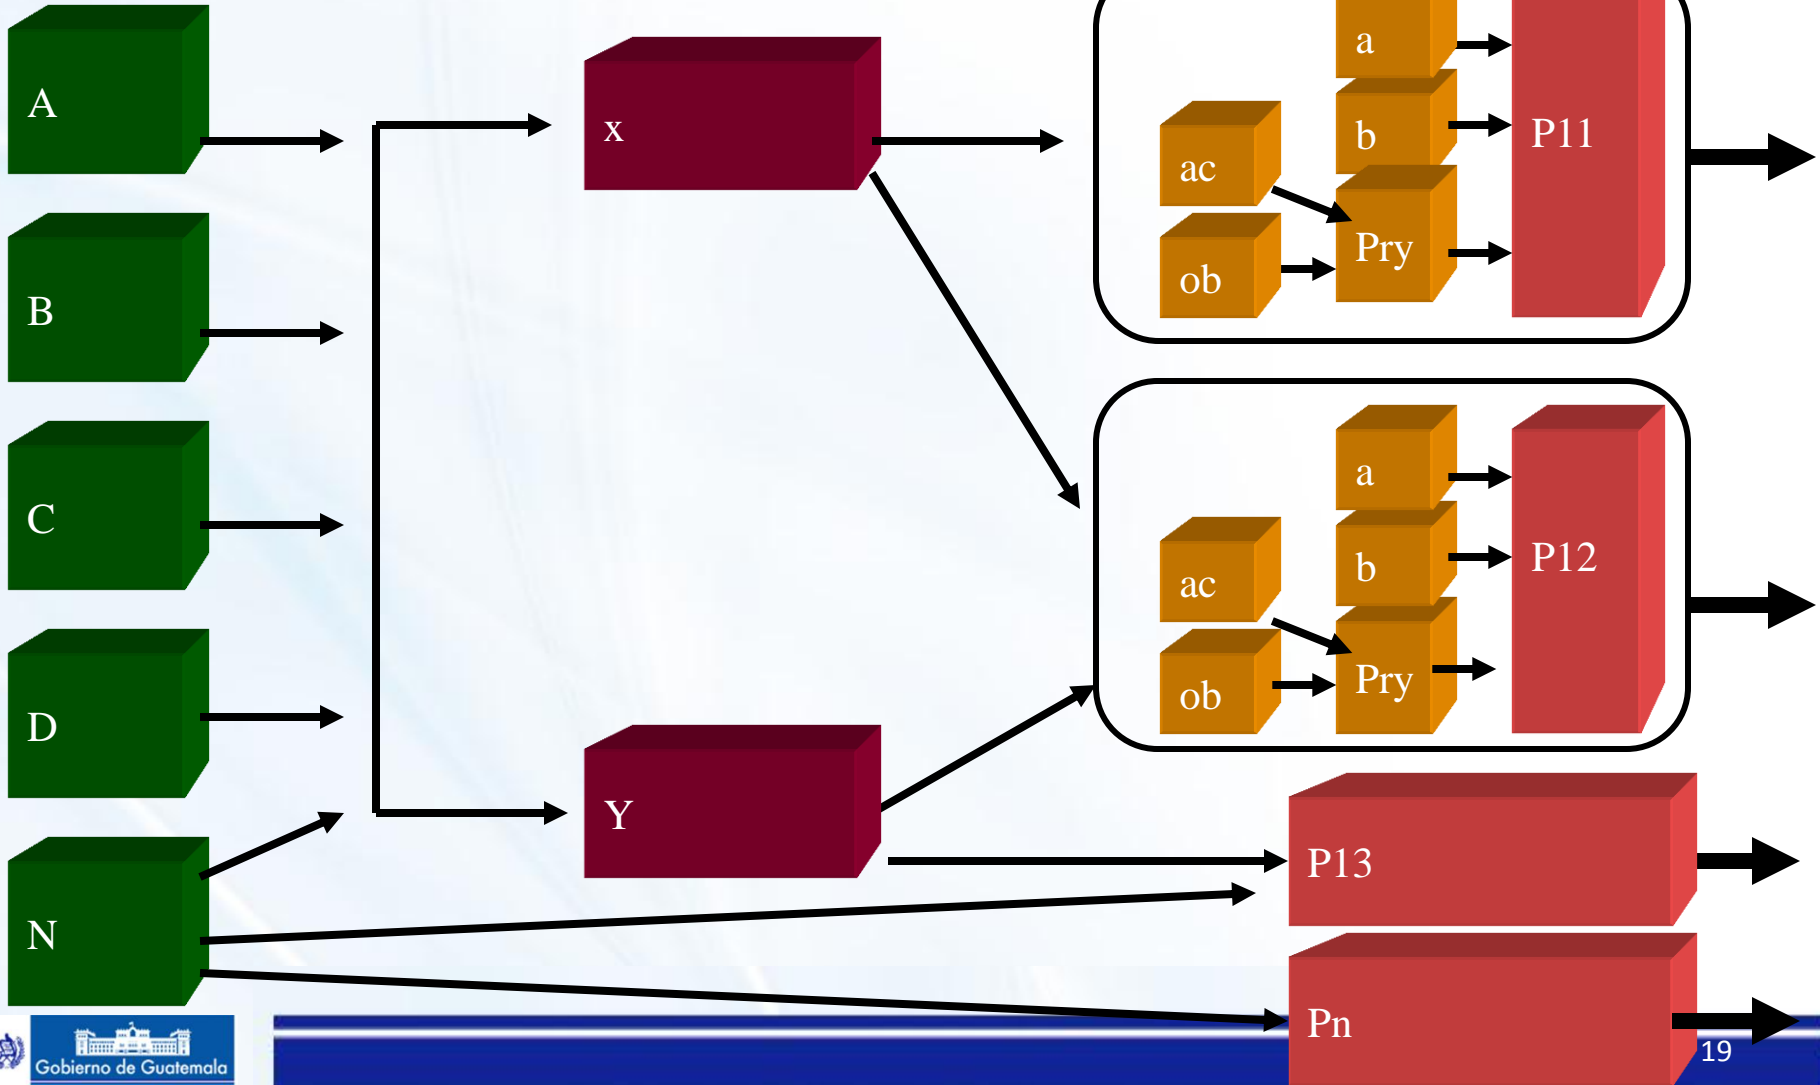 A
B
C
D
N
x
Y
a
b
ac
ob
Pry
P11
a
b
ac
ob
Pry
P12
P13
Pn
Gobierno de Guatemala
19